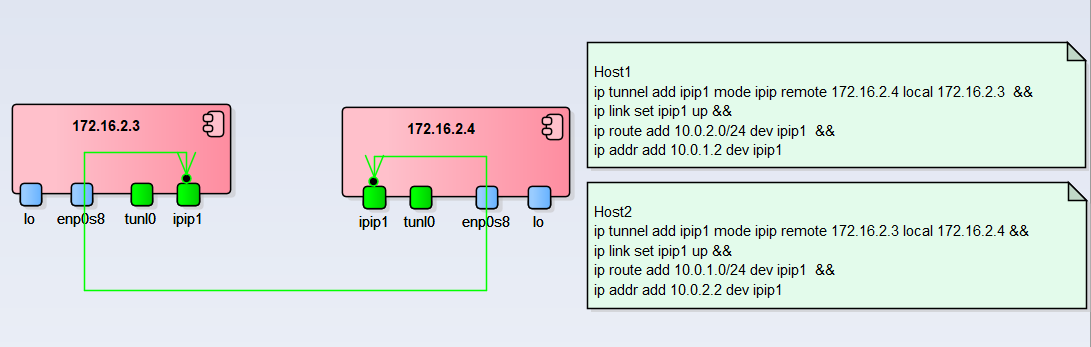 172.16.2.3
lo enp0s8 tunl0 ipip1
172.16.2.4
ipip1 tunl0 enp0s8 lo
Host1
ip tunnel add ipip1 mode ipip remote 172.16.2.4 local 172.16.2.3  &&
ip link set ipip1 up &&
ip route add 10.0.2.0/24 dev ipip1  &&
ip addr add 10.0.1.2 dev ipip1
Host2
ip tunnel add ipip1 mode ipip remote 172.16.2.3 local 172.16.2.4 &&
ip link set ipip1 up &&
ip route add 10.0.1.0/24 dev ipip1  &&
ip addr add 10.0.2.2 dev ipip1